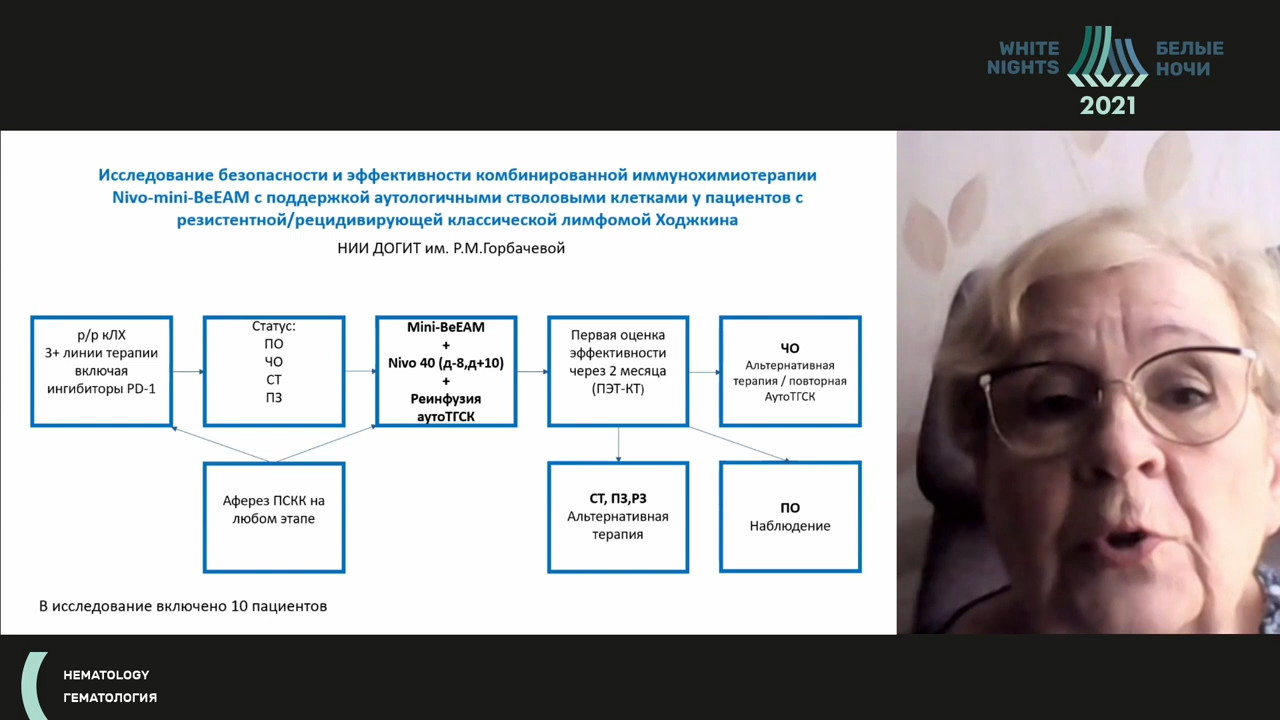 WHITE
NIGHTS
БЕЛЫЕ
НОЧИ
2021
Исследование безопасности и эффективности комбинированной иммунохимиотерапии
Nivo-mini-BeEAM с поддержкой аутологичными стволовыми клетками у пациентов с
резистентной/рецидивирующей классической лимфомой Ходжкина
НИИ ДОГИТ им. Р.М.Горбачевой
р/р кЛХ
3+ линии терапии
включая
ингибиторы PD-1
Статус:
ПО
ЧО
СТ
ПЗ
Mini-BeEAM
+
Nivo 40 (д-8,д+10)
+
Реинфузия
аутоТГСК
Первая оценка
эффективности
через 2 месяца
(ПЭТ-КТ)
ЧО
Альтернативная
терапия / повторная
АутоТГСК
Аферез ПСКК на
любом этапе
СТ, ПЗ,РЗ
Альтернативная
терапия
ПО
Наблюдение
В исследование включено 10 пациентов
HEMATOLOGY
ГЕМАТОЛОГИЯ